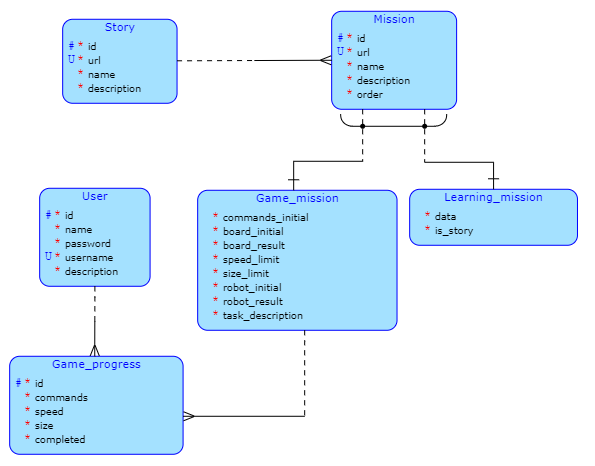 Story
# * id
U * url
* name
* description
Mission
# * id
U * url
* name
* description
* order
User
# * id
* name
* password
U * username
* description
Game_mission
* commands_initial
* board_initial
* board_result
* speed_limit
* size_limit
* robot_initial
* robot_result
* task_description
Learning_mission
* data
* is_story
Game_progress
# * id
* commands
* speed
* size
* completed